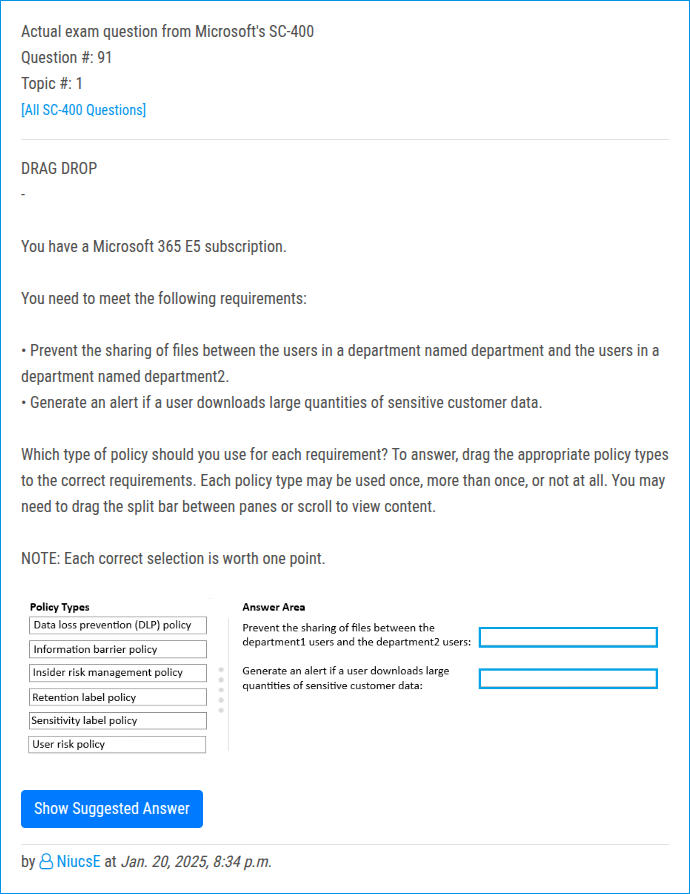 Actual exam question from Microsoft's SC-400
Question #: 91
Topic #: 1
[All SC-400 Questions]
DRAG DROP
-
You have a Microsoft 365 E5 subscription.
You need to meet the following requirements:
• Prevent the sharing of files between the users in a department named department and the users in a
department named department2.
• Generate an alert if a user downloads large quantities of sensitive customer data.
Which type of policy should you use for each requirement? To answer, drag the appropriate policy types
to the correct requirements. Each policy type may be used once, more than once, or not at all. You may
need to drag the split bar between panes or scroll to view content.
NOTE: Each correct selection is worth one point.
Policy Types
Data loss prevention (DLP) policy
Information barrier policy
Insider risk management policy
Retention label policy
Sensitivity label policy
User risk policy
Answer Area
Prevent the sharing of files between the
department1 users and the department2 users:
Generate an alert if a user downloads large
quantities of sensitive customer data:
Show Suggested Answer
by NiucsE at Jan. 20, 2025, 8:34 p.m.